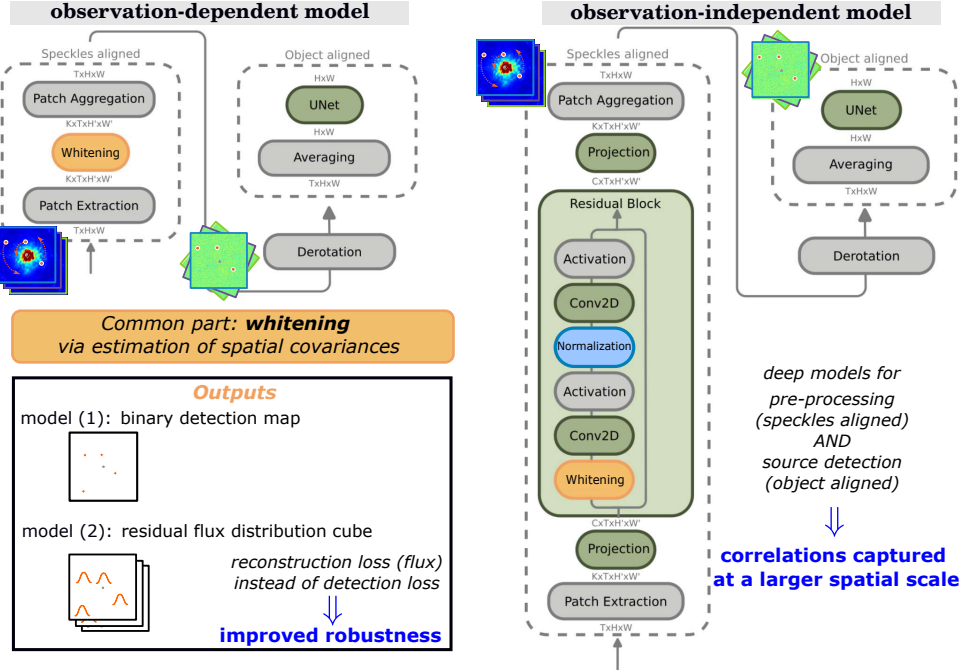 observation-dependent model
Speckles aligned
TxHxW
Patch Aggregation
KxTxH'xW'
Whitening
KxTxH'xW'
Patch Extraction
TxHxW
Object aligned
HxW
UNet
HxW
Averaging
TxHxW
Derotation
Common part: whitening
via estimation of spatial covariances
Outputs
model (1): binary detection map
model (2): residual flux distribution cube
reconstruction loss (flux)
instead of detection loss
⇓
improved robustness
observation-independent model
Speckles aligned
TxHxW
Patch Aggregation
KxTxH'xW'
Projection
CxTxH'xW'
Residual Block
Activation
Conv2D
Normalization
Activation
Conv2D
Whitening
CxTxH'xW'
Projection
KxTxH'xW'
Patch Extraction
TxHxW
Object aligned
HxW
UNet
HxW
Averaging
TxHxW
Derotation
deep models for
pre-processing
(speckles aligned)
AND
source detection
(object aligned)
⇓
correlations captured
at a larger spatial scale